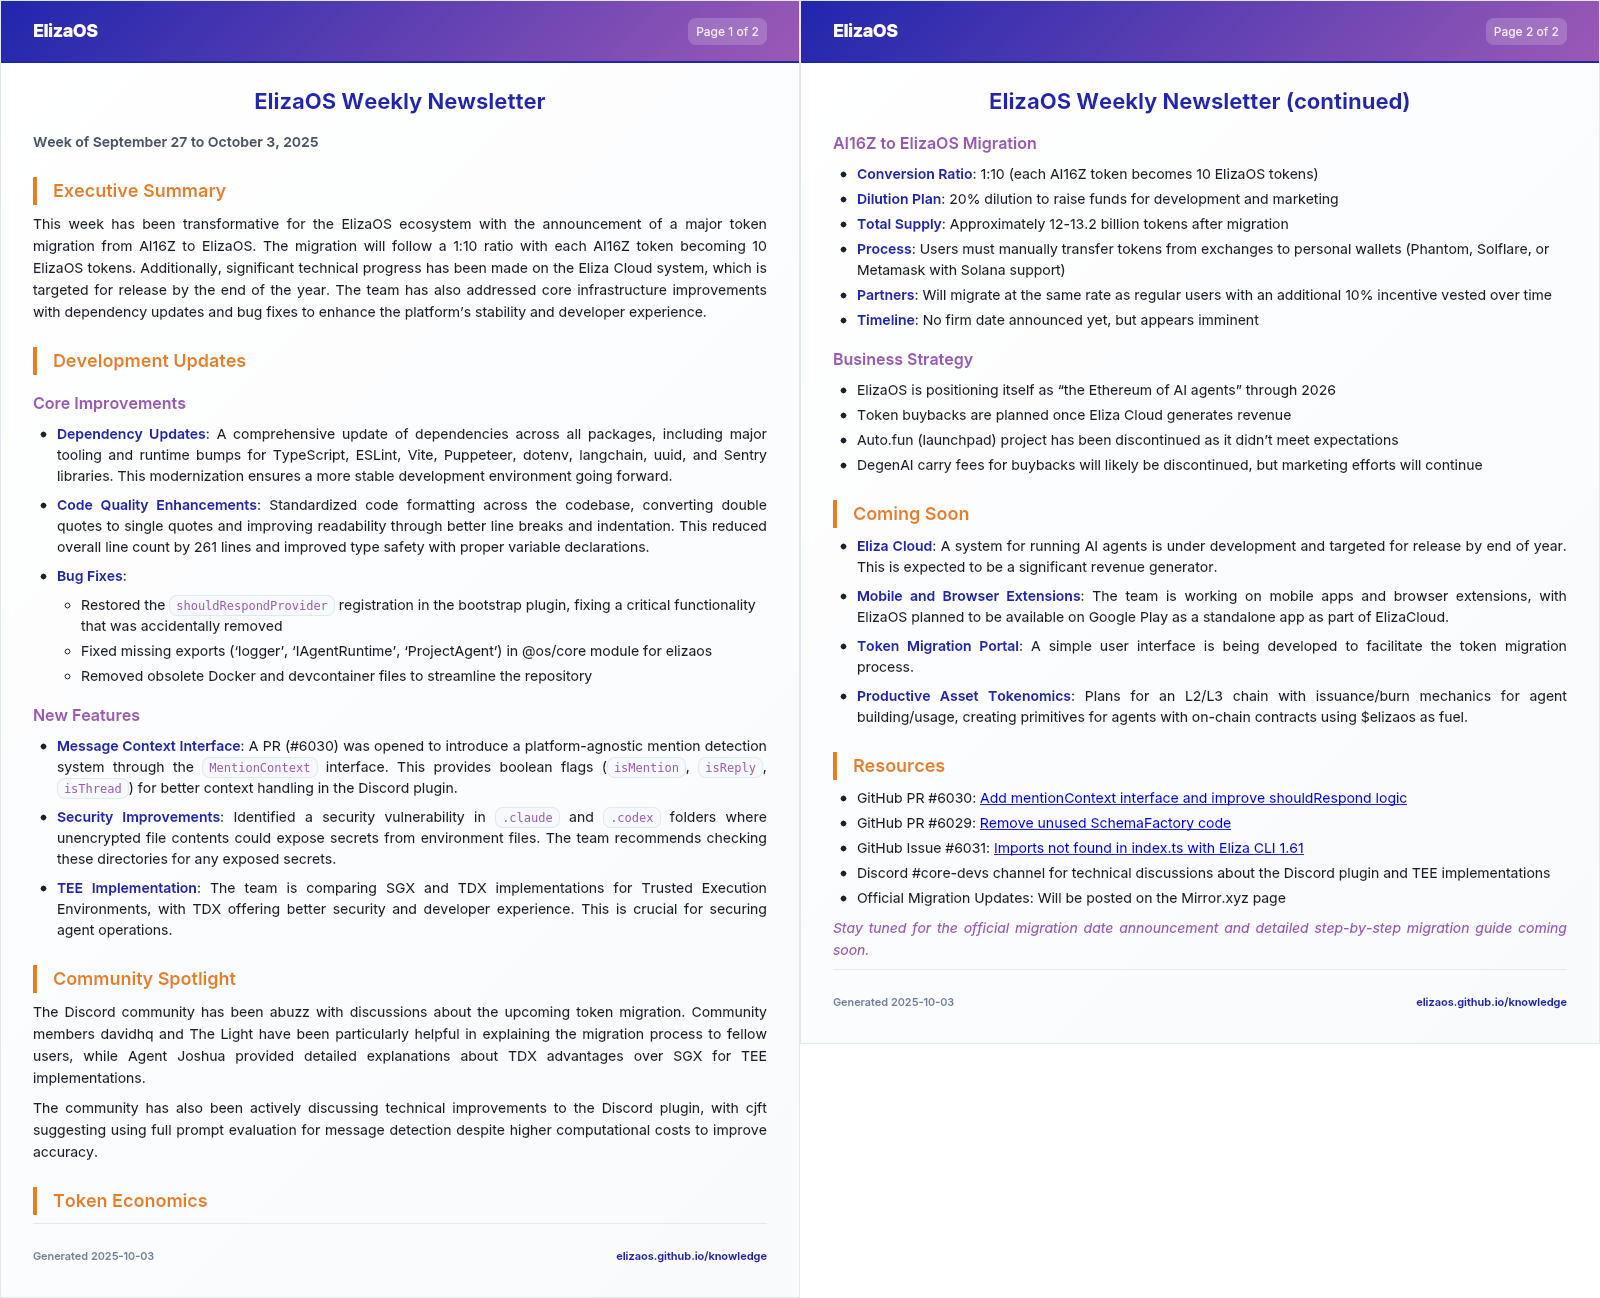 ElizaOS
Page 1 of 2
ElizaOS Weekly Newsletter
Week of September 27 to October 3, 2025
Executive Summary
This week has been transformative for the ElizaOS ecosystem with the announcement of a major token
migration from AI16Z to ElizaOS. The migration will follow a 1:10 ratio with each AI16Z token becoming 10
ElizaOS tokens. Additionally, significant technical progress has been made on the Eliza Cloud system, which is
targeted for release by the end of the year. The team has also addressed core infrastructure improvements
with dependency updates and bug fixes to enhance the platform’s stability and developer experience.
Development Updates
Core Improvements
• Dependency Updates: A comprehensive update of dependencies across all packages, including major
tooling and runtime bumps for TypeScript, ESLint, Vite, Puppeteer, dotenv, langchain, uuid, and Sentry
libraries. This modernization ensures a more stable development environment going forward.
• Code Quality Enhancements: Standardized code formatting across the codebase, converting double
quotes to single quotes and improving readability through better line breaks and indentation. This reduced
overall line count by 261 lines and improved type safety with proper variable declarations.
• Bug Fixes:
◦ Restored the shouldRespondProvider registration in the bootstrap plugin, fixing a critical functionality
that was accidentally removed
◦ Fixed missing exports (‘logger’, ‘IAgentRuntime’, ‘ProjectAgent’) in @os/core module for elizaos
◦ Removed obsolete Docker and devcontainer files to streamline the repository
New Features
• Message Context Interface: A PR (#6030) was opened to introduce a platform-agnostic mention detection
system through the MentionContext interface. This provides boolean flags (isMention, isReply,
isThread) for better context handling in the Discord plugin.
• Security Improvements: Identified a security vulnerability in .claude and .codex folders where
unencrypted file contents could expose secrets from environment files. The team recommends checking
these directories for any exposed secrets.
• TEE Implementation: The team is comparing SGX and TDX implementations for Trusted Execution
Environments, with TDX offering better security and developer experience. This is crucial for securing
agent operations.
Community Spotlight
The Discord community has been abuzz with discussions about the upcoming token migration. Community
members davidhq and The Light have been particularly helpful in explaining the migration process to fellow
users, while Agent Joshua provided detailed explanations about TDX advantages over SGX for TEE
implementations.
The community has also been actively discussing technical improvements to the Discord plugin, with cjft
suggesting using full prompt evaluation for message detection despite higher computational costs to improve
accuracy.
Token Economics
Generated 2025-10-03
elizaos.github.io/knowledge
ElizaOS
Page 2 of 2
ElizaOS Weekly Newsletter (continued)
AI16Z to ElizaOS Migration
• Conversion Ratio: 1:10 (each AI16Z token becomes 10 ElizaOS tokens)
• Dilution Plan: 20% dilution to raise funds for development and marketing
• Total Supply: Approximately 12-13.2 billion tokens after migration
• Process: Users must manually transfer tokens from exchanges to personal wallets (Phantom, Solflare, or
Metamask with Solana support)
• Partners: Will migrate at the same rate as regular users with an additional 10% incentive vested over time
• Timeline: No firm date announced yet, but appears imminent
Business Strategy
• ElizaOS is positioning itself as “the Ethereum of AI agents” through 2026
• Token buybacks are planned once Eliza Cloud generates revenue
• Auto.fun (launchpad) project has been discontinued as it didn’t meet expectations
• DegenAI carry fees for buybacks will likely be discontinued, but marketing efforts will continue
Coming Soon
• Eliza Cloud: A system for running AI agents is under development and targeted for release by end of year.
This is expected to be a significant revenue generator.
• Mobile and Browser Extensions: The team is working on mobile apps and browser extensions, with
ElizaOS planned to be available on Google Play as a standalone app as part of ElizaCloud.
• Token Migration Portal: A simple user interface is being developed to facilitate the token migration
process.
• Productive Asset Tokenomics: Plans for an L2/L3 chain with issuance/burn mechanics for agent
building/usage, creating primitives for agents with on-chain contracts using $elizaos as fuel.
Resources
• GitHub PR #6030: Add mentionContext interface and improve shouldRespond logic
• GitHub PR #6029: Remove unused SchemaFactory code
• GitHub Issue #6031: Imports not found in index.ts with Eliza CLI 1.61
• Discord #core-devs channel for technical discussions about the Discord plugin and TEE implementations
• Official Migration Updates: Will be posted on the Mirror.xyz page
Stay tuned for the official migration date announcement and detailed step-by-step migration guide coming
soon.
Generated 2025-10-03
elizaos.github.io/knowledge